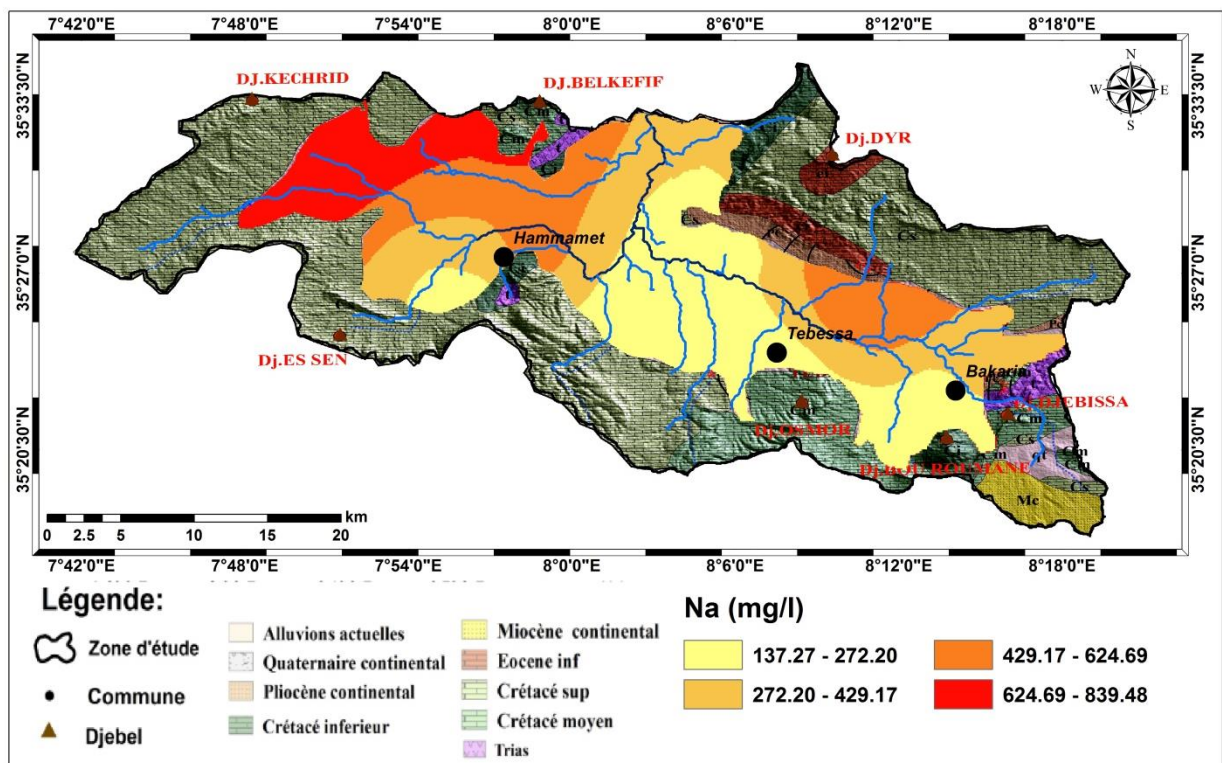 7°42'0"E 7°48'0"E 7°54'0"E 8°0'0"E 8°6'0"E 8°12'0"E 8°18'0"E
35°33'30"N
35°27'0"N
35°20'30"N
35°33'30"N
35°27'0"N
35°20'30"N
N
W E
S
DJ.KECHRID
DJ.BELKEFIF
Dj.DYR
Hammamet
Dj.ES SEN
Tebessa
Bakaria
DJEBISSA
Cm
Cm
Cs
qt
Cm
Cm
Mc
km
0 2.5 5 10 15 20
7°42'0"E 7°48'0"E 7°54'0"E 8°0'0"E 8°6'0"E 8°12'0"E 8°18'0"E
Légende:
Zone d'étude
Commune
Djebel
Alluvions actuelles
Quaternaire continental
Pliocène continental
Crétacé inferieur
Miocène continental
Eocene inf
Crétacé sup
Crétacé moyen
Trias
Na (mg/l)
137.27 - 272.20
272.20 - 429.17
429.17 - 624.69
624.69 - 839.48